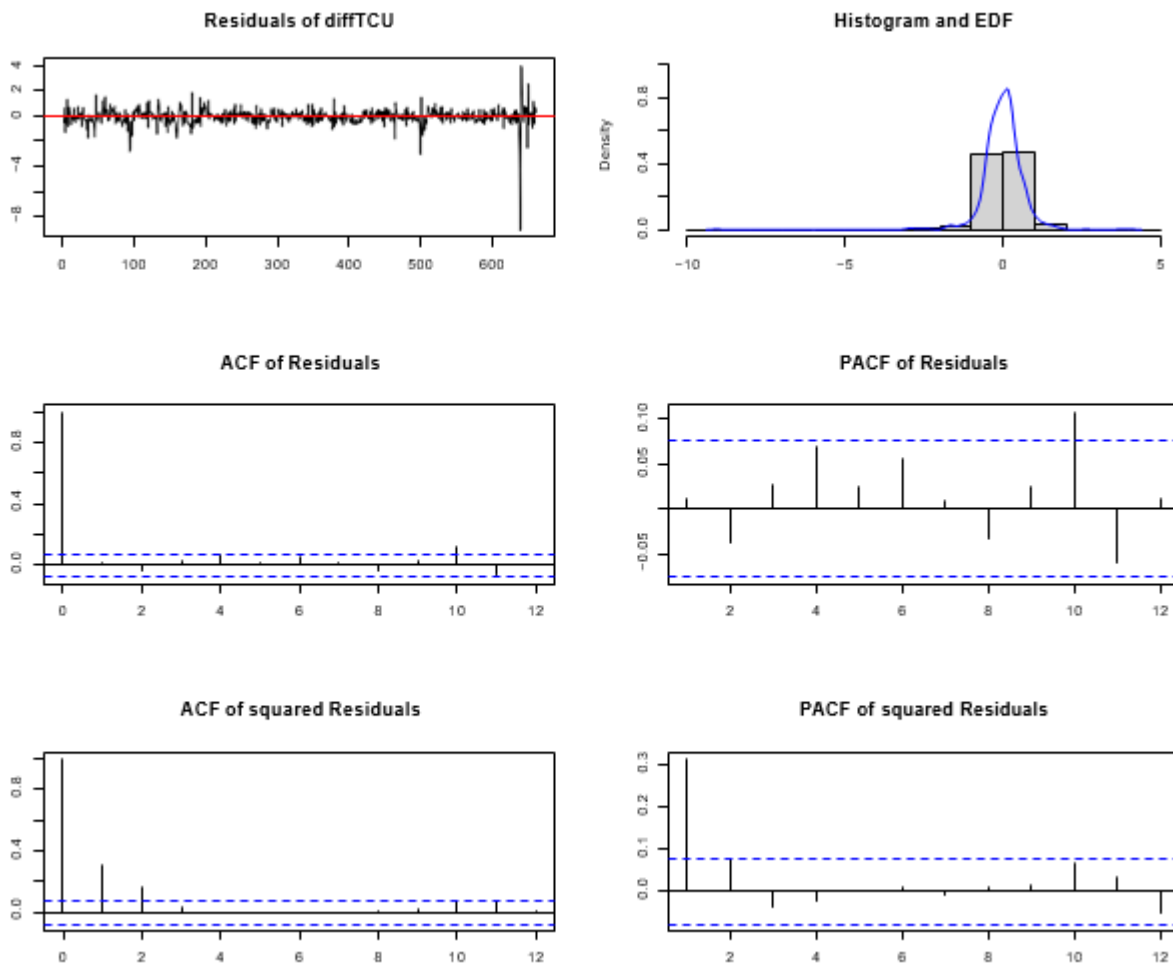 Residuals of diffTCU
4
2
0
−4
−8
0 100 200 300 400 500 600
Histogram and EDF
Density
0.8
0.4
0.0
−10 −5 0 5
ACF of Residuals
0.8
0.4
0.0
0 2 4 6 8 10 12
PACF of Residuals
0.10
0.05
−0.05
2 4 6 8 10 12
ACF of squared Residuals
0.8
0.4
0.0
0 2 4 6 8 10 12
PACF of squared Residuals
0.3
0.2
0.1
0.0
2 4 6 8 10 12